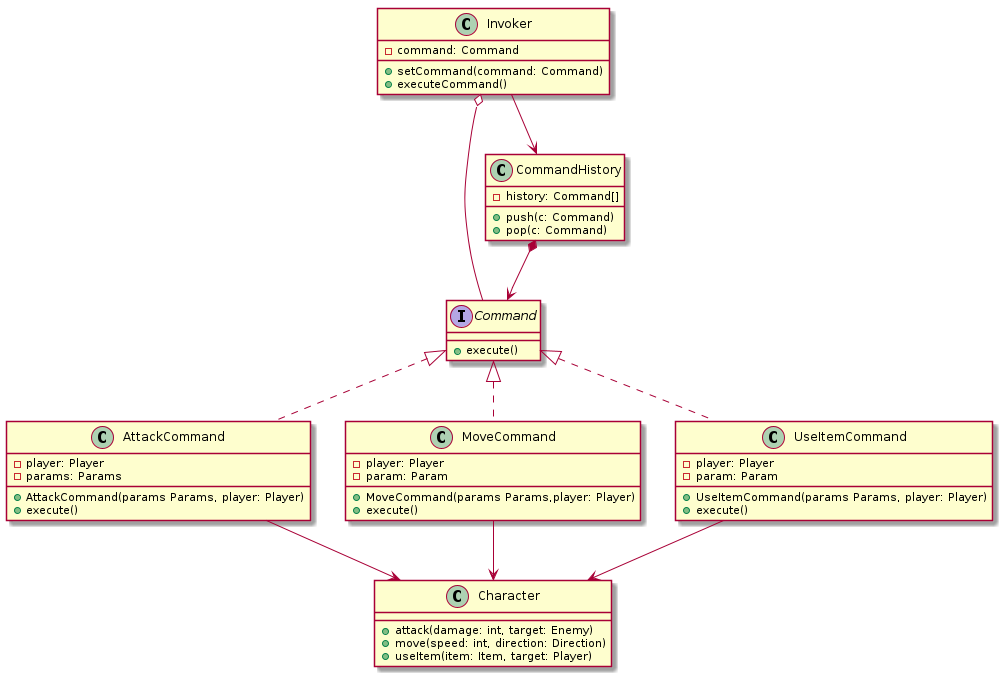 C Invoker
command: Command
setCommand(command: Command)
executeCommand()
C CommandHistory
history: Command[]
push(c: Command)
pop(c: Command)
I Command
execute()
C AttackCommand
player: Player
params: Params
AttackCommand(params Params, player: Player)
execute()
C MoveCommand
player: Player
param: Param
MoveCommand(params Params,player: Player)
execute()
C UseItemCommand
player: Player
param: Param
UseItemCommand(params Params, player: Player)
execute()
C Character
attack(damage: int, target: Enemy)
move(speed: int, direction: Direction)
useItem(item: Item, target: Player)